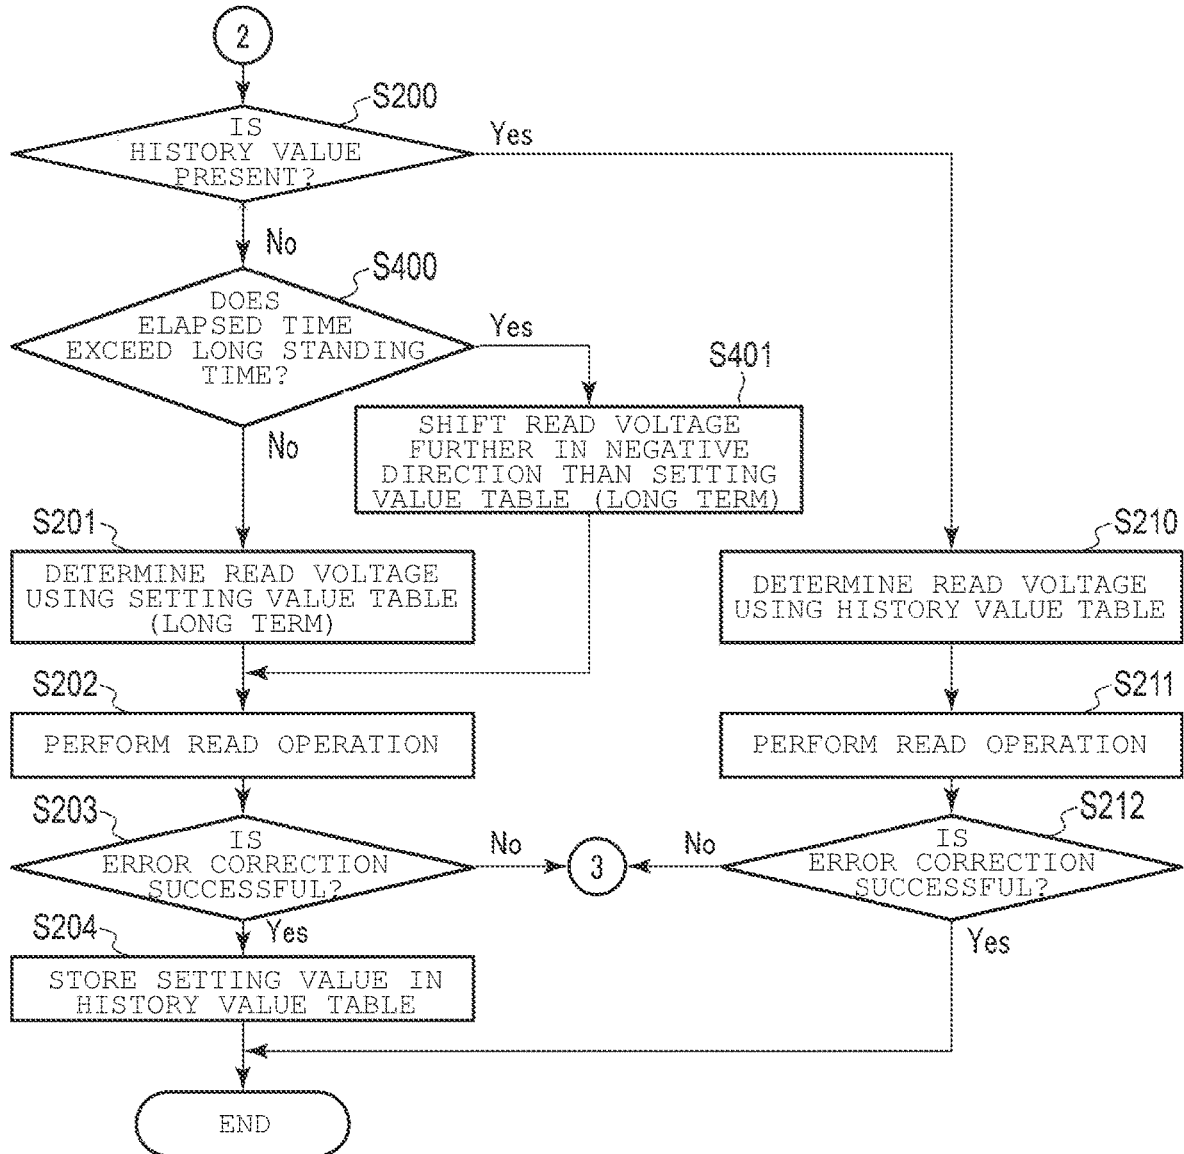 2
S200
IS
HISTORY VALUE
PRESENT?
Yes
No
S400
DOES
ELAPSED TIME
EXCEED LONG STANDING
TIME?
Yes
No
S401
SHIFT READ VOLTAGE
FURTHER IN NEGATIVE
DIRECTION THAN SETTING
VALUE TABLE (LONG TERM)
S201
DETERMINE READ VOLTAGE
USING SETTING VALUE TABLE
(LONG TERM)
S210
DETERMINE READ VOLTAGE
USING HISTORY VALUE TABLE
S202
PERFORM READ OPERATION
S211
PERFORM READ OPERATION
S203
IS
ERROR CORRECTION
SUCCESSFUL?
No
Yes
3
S212
IS
ERROR CORRECTION
SUCCESSFUL?
No
Yes
S204
STORE SETTING VALUE IN
HISTORY VALUE TABLE
END